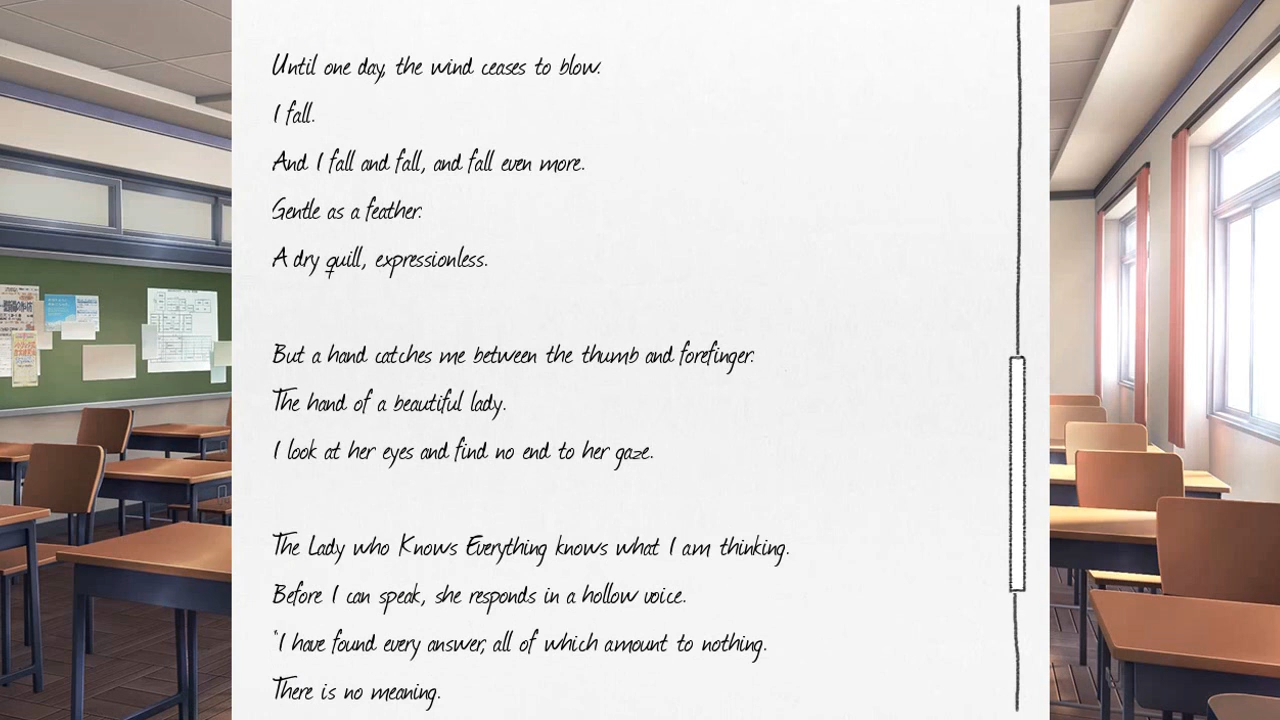 Until one day, the wind ceases to blow.
I fall.
And I fall and fall, and fall even more.
Gentle as a feather.
A dry quill, expressionless.
But a hand catches me between the thumb and forefinger.
The hand of a beautiful lady.
I look at her eyes and find no end to her gaze.
The Lady who Knows Everything knows what I am thinking.
Before I can speak, she responds in a hollow voice.
"I have found every answer, all of which amount to nothing.
There is no meaning.